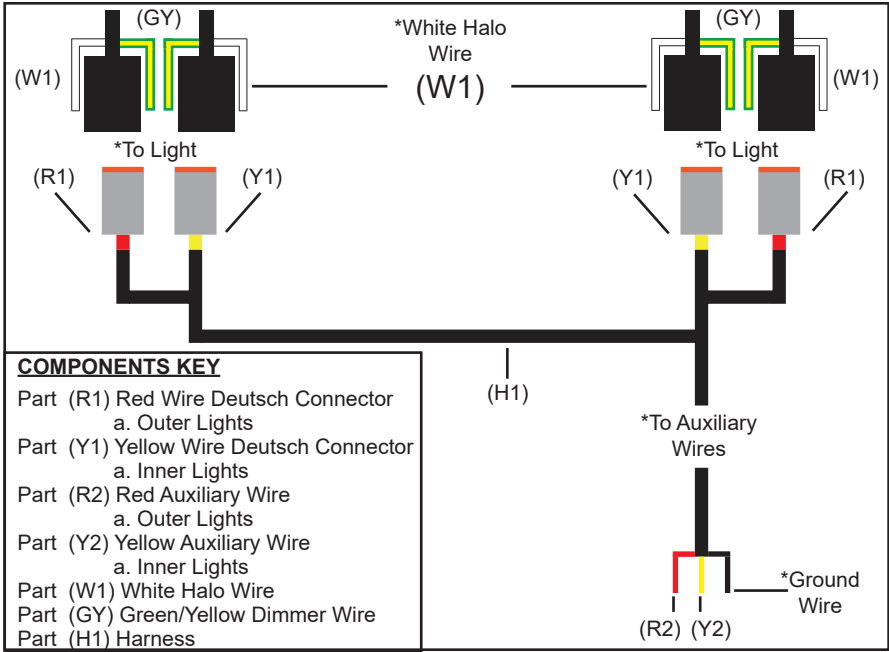 (GY)
(GY)
*White Halo
Wire
(W1)
(W1)
(W1)
*To Light
*To Light
(R1)
(Y1)
(Y1)
(R1)
(H1)
*To Auxiliary
Wires
*Ground
Wire
(R2) (Y2)
COMPONENTS KEY
Part (R1) Red Wire Deutsch Connector
a. Outer Lights
Part (Y1) Yellow Wire Deutsch Connector
a. Inner Lights
Part (R2) Red Auxiliary Wire
a. Outer Lights
Part (Y2) Yellow Auxiliary Wire
a. Inner Lights
Part (W1) White Halo Wire
Part (GY) Green/Yellow Dimmer Wire
Part (H1) Harness